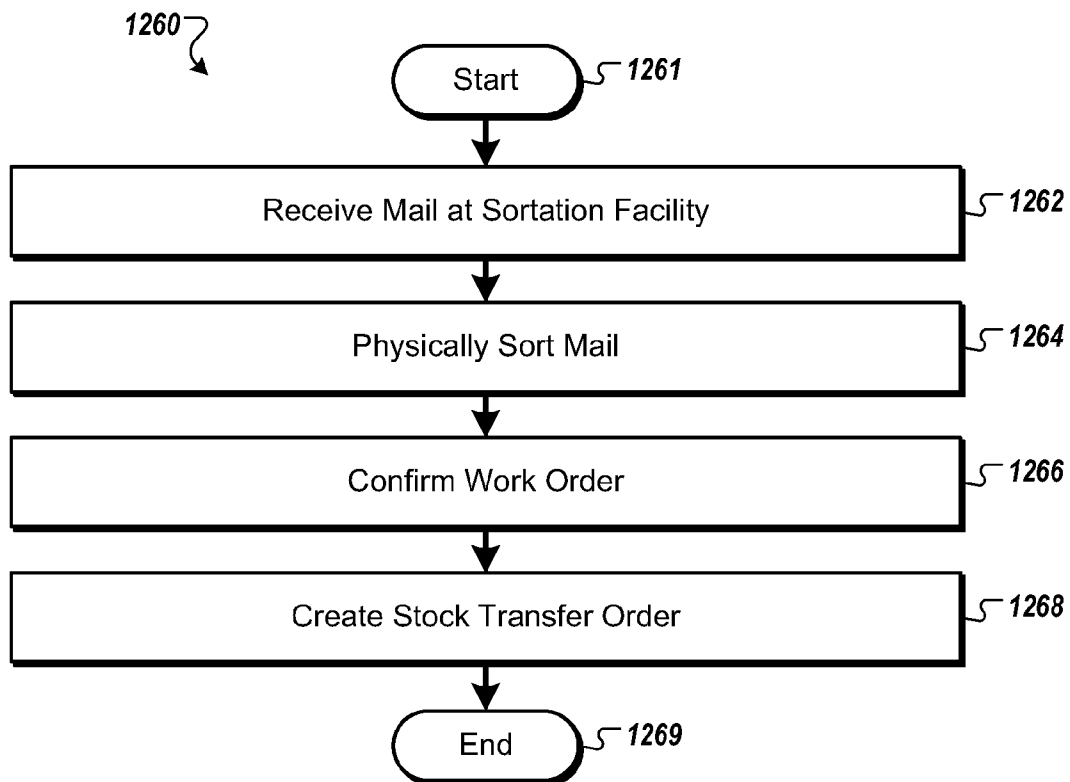 1260
Start
1261
Receive Mail at Sortation Facility
1262
Physically Sort Mail
1264
Confirm Work Order
1266
Create Stock Transfer Order
1268
End
1269